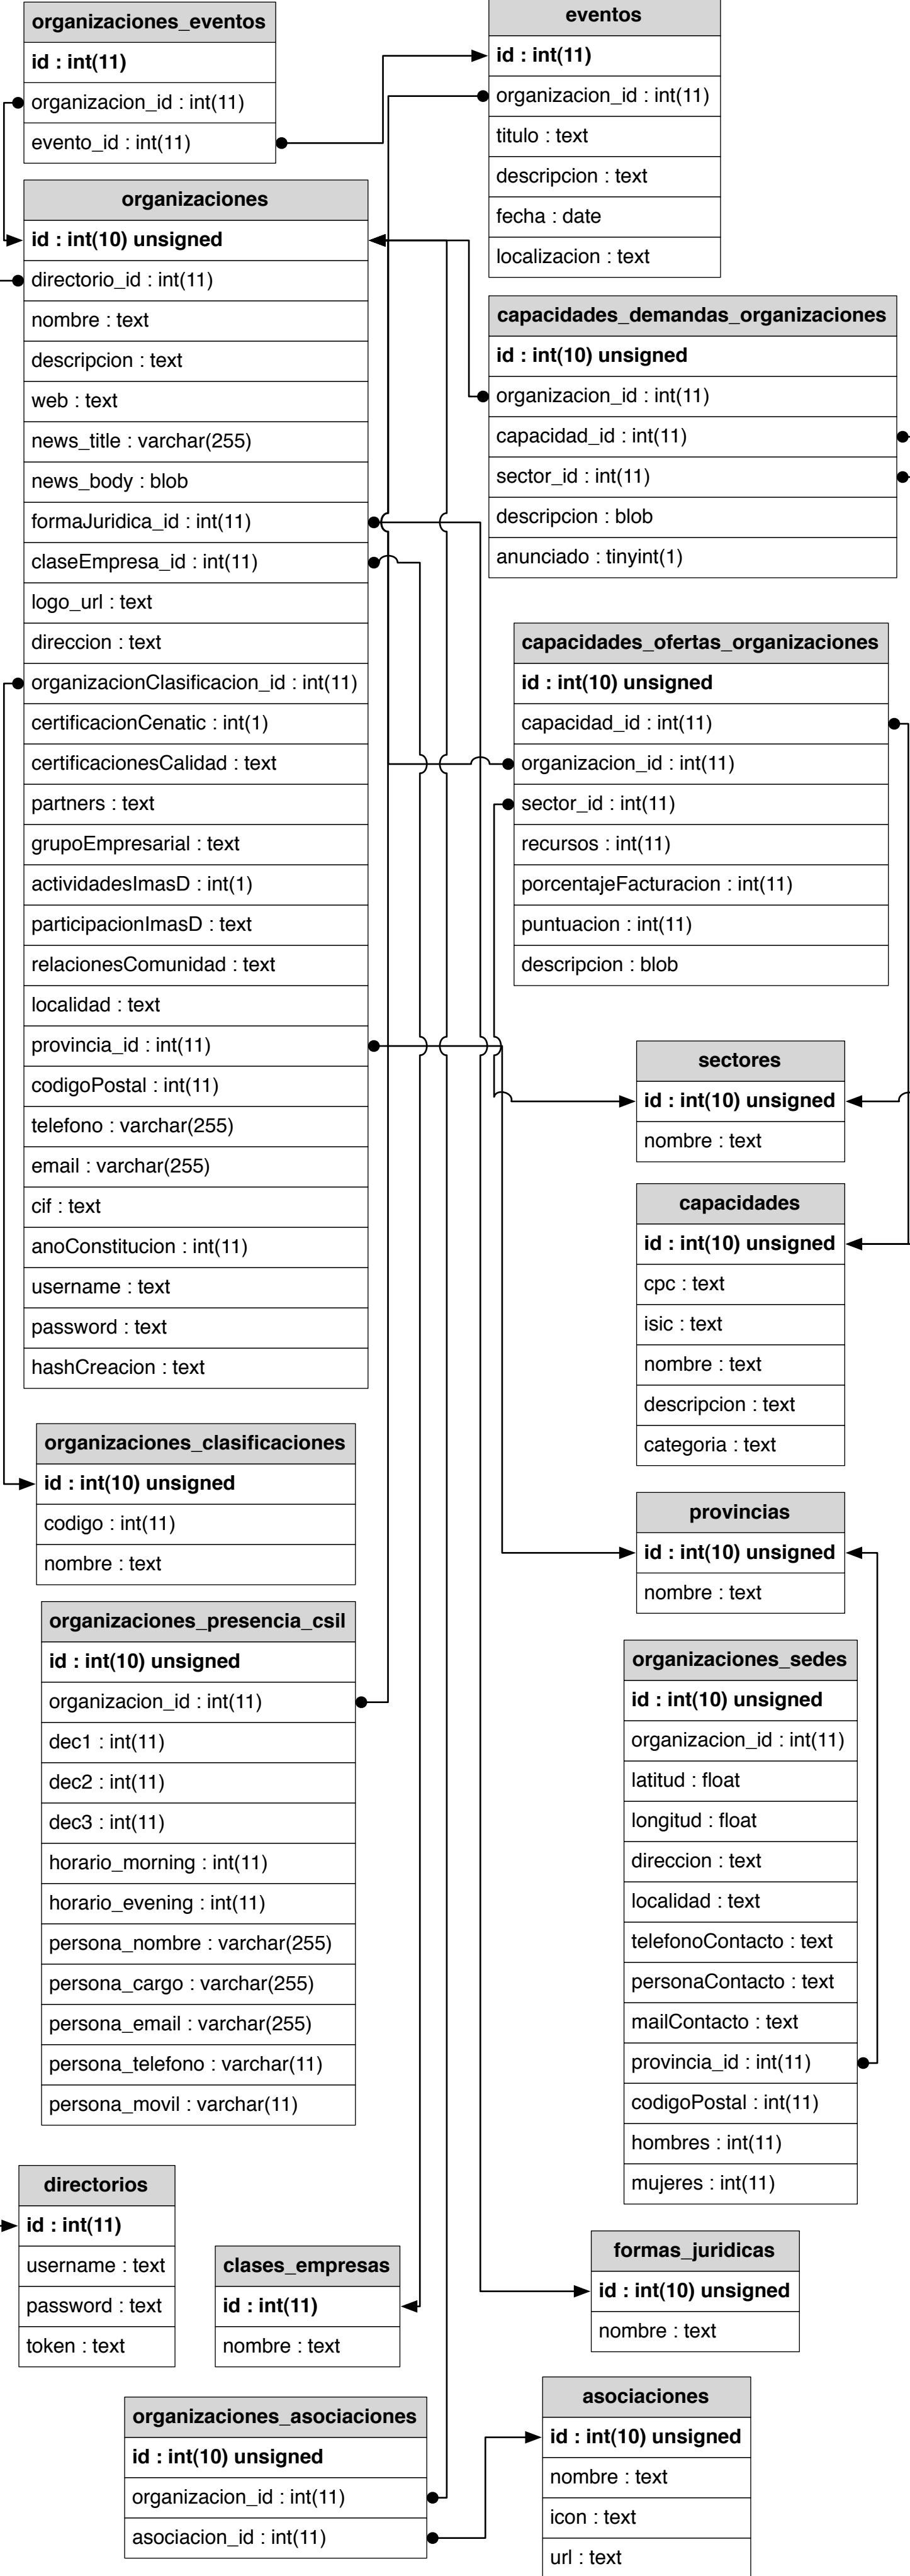 organizaciones_eventos
id : int(11)
organizacion_id : int(11)
evento_id : int(11)
eventos
id : int(11)
organizacion_id : int(11)
titulo : text
descripcion : text
fecha : date
localizacion : text
organizaciones
id : int(10) unsigned
directorio_id : int(11)
nombre : text
descripcion : text
web : text
news_title : varchar(255)
news_body : blob
formaJuridica_id : int(11)
claseEmpresa_id : int(11)
logo_url : text
direccion : text
organizacionClasificacion_id : int(11)
certificacionCenatic : int(1)
certificacionesCalidad : text
partners : text
grupoEmpresarial : text
actividadesImasD : int(1)
participacionImasD : text
relacionesComunidad : text
localidad : text
provincia_id : int(11)
codigoPostal : int(11)
telefono : varchar(255)
email : varchar(255)
cif : text
anoConstitucion : int(11)
username : text
password : text
hashCreacion : text
capacidades_demandas_organizaciones
id : int(10) unsigned
organizacion_id : int(11)
capacidad_id : int(11)
sector_id : int(11)
descripcion : blob
anunciado : tinyint(1)
capacidades_ofertas_organizaciones
id : int(10) unsigned
capacidad_id : int(11)
organizacion_id : int(11)
sector_id : int(11)
recursos : int(11)
porcentajeFacturacion : int(11)
puntuacion : int(11)
descripcion : blob
sectores
id : int(10) unsigned
nombre : text
capacidades
id : int(10) unsigned
cpc : text
isic : text
nombre : text
descripcion : text
categoria : text
organizaciones_clasificaciones
id : int(10) unsigned
codigo : int(11)
nombre : text
provincias
id : int(10) unsigned
nombre : text
organizaciones_presencia_csil
id : int(10) unsigned
organizacion_id : int(11)
dec1 : int(11)
dec2 : int(11)
dec3 : int(11)
horario_morning : int(11)
horario_evening : int(11)
persona_nombre : varchar(255)
persona_cargo : varchar(255)
persona_email : varchar(255)
persona_telefono : varchar(11)
persona_movil : varchar(11)
organizaciones_sedes
id : int(10) unsigned
organizacion_id : int(11)
latitud : float
longitud : float
direccion : text
localidad : text
telefonoContacto : text
personaContacto : text
mailContacto : text
provincia_id : int(11)
codigoPostal : int(11)
hombres : int(11)
mujeres : int(11)
directorios
id : int(11)
username : text
password : text
token : text
clases_empresas
id : int(11)
nombre : text
formas_juridicas
id : int(10) unsigned
nombre : text
organizaciones_asociaciones
id : int(10) unsigned
organizacion_id : int(11)
asociacion_id : int(11)
asociaciones
id : int(10) unsigned
nombre : text
icon : text
url : text